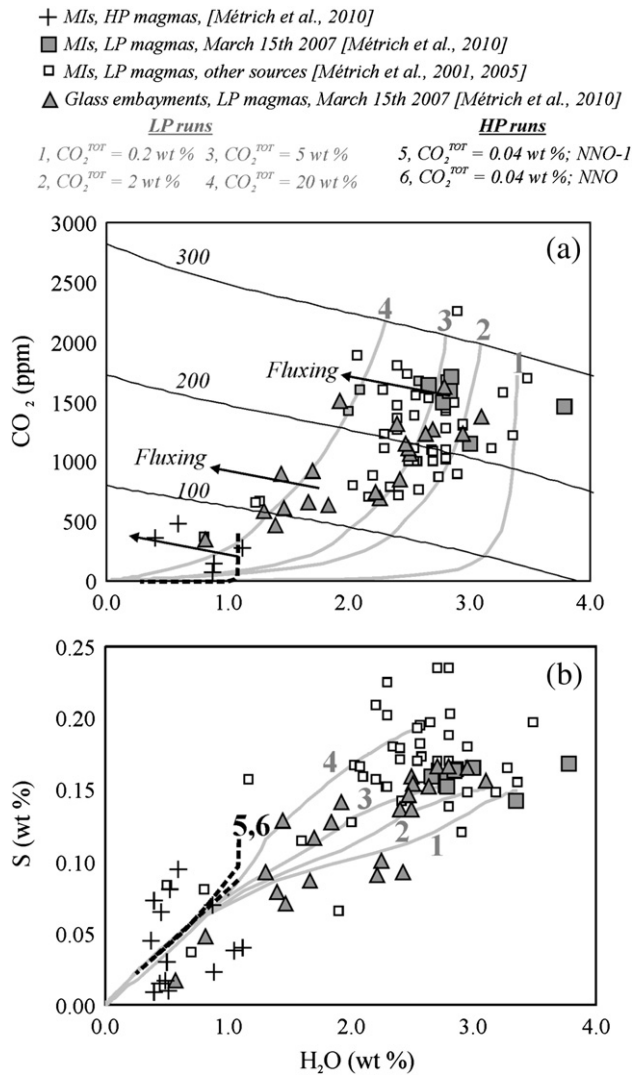 MIs, HP magmas, [Métrich et al., 2010]
MIs, LP magmas, March 15th 2007 [Métrich et al., 2010]
MIs, LP magmas, other sources [Métrich et al., 2001, 2005]
Glass embayments, LP magmas, March 15th 2007 [Métrich et al., 2010]
LP runs HP runs
1, CO₂ᵀᴼᵀ = 0.2 wt % 3, CO₂ᵀᴼᵀ = 5 wt % 5, CO₂ᵀᴼᵀ = 0.04 wt %; NNO-1
2, CO₂ᵀᴼᵀ = 2 wt % 4, CO₂ᵀᴼᵀ = 20 wt % 6, CO₂ᵀᴼᵀ = 0.04 wt %; NNO
3000
(a)
300
2500
4
3
2
1
2000
Fluxing
200
CO₂ (ppm)
1500
1000
Fluxing
100
500
0
0.0 1.0 2.0 3.0 4.0
0.25
(b)
0.20
4
0.15
5,6
3
2
1
S (wt %)
0.10
0.05
0.00
0.0 1.0 2.0 3.0 4.0
H₂O (wt %)